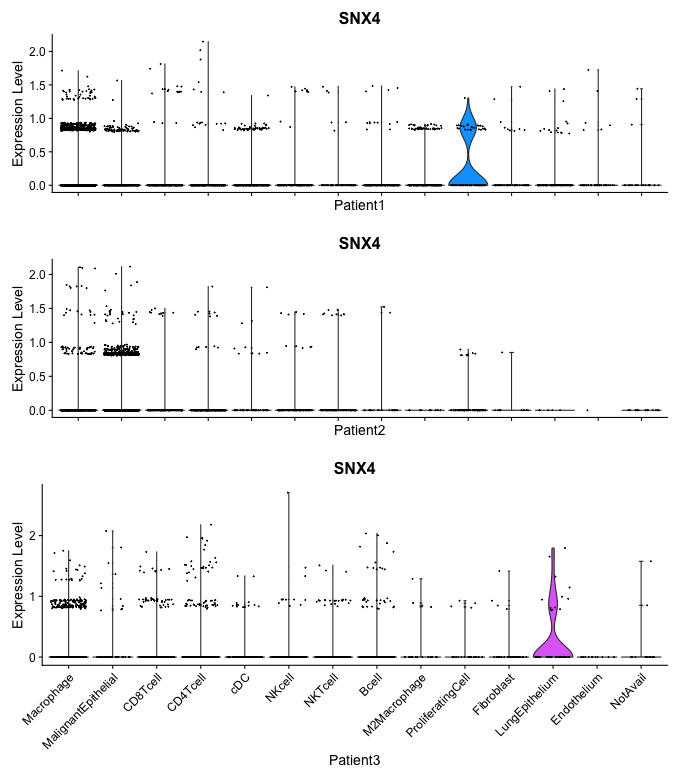 SNX4
Expression Level
2.0
1.5
1.0
0.5
0.0
Patient1
SNX4
Expression Level
2.0
1.5
1.0
0.5
0.0
Patient2
SNX4
Expression Level
2
1
0
Macrophage
MalignantEpithelial
CD8Tcell
CD4Tcell
cDC
NKcell
NKTcell
Bcell
M2Macrophage
ProliferatingCell
Fibroblast
LungEpithelium
Endothelium
NotAvail
Patient3